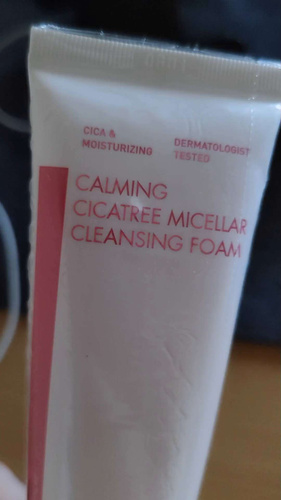 CICA &
MOISTURIZING
DERMATOLOGIST
TESTED
CALMING
CICATREE MICELLAR
CLEANSING FOAM